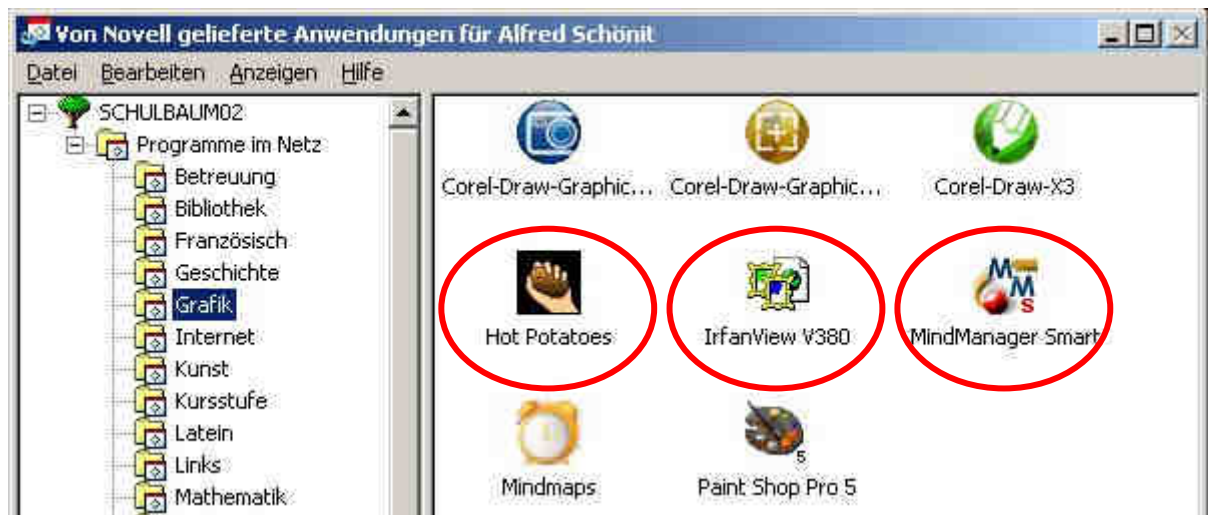 Von Novell gelieferte Anwendungen für Alfred Schönit
Datei Bearbeiten Anzeigen Hilfe
SCHULBAUM02
Programme im Netz
Betreuung
Bibliothek
Französisch
Geschichte
Grafik
Internet
Kunst
Kursstufe
Latein
Links
Mathematik
Corel-Draw-Graphic... Corel-Draw-Graphic... Corel-Draw-X3
Hot Potatoes IrfanView V380 MindManager Smart
MMS
5
Mindmaps Paint Shop Pro 5